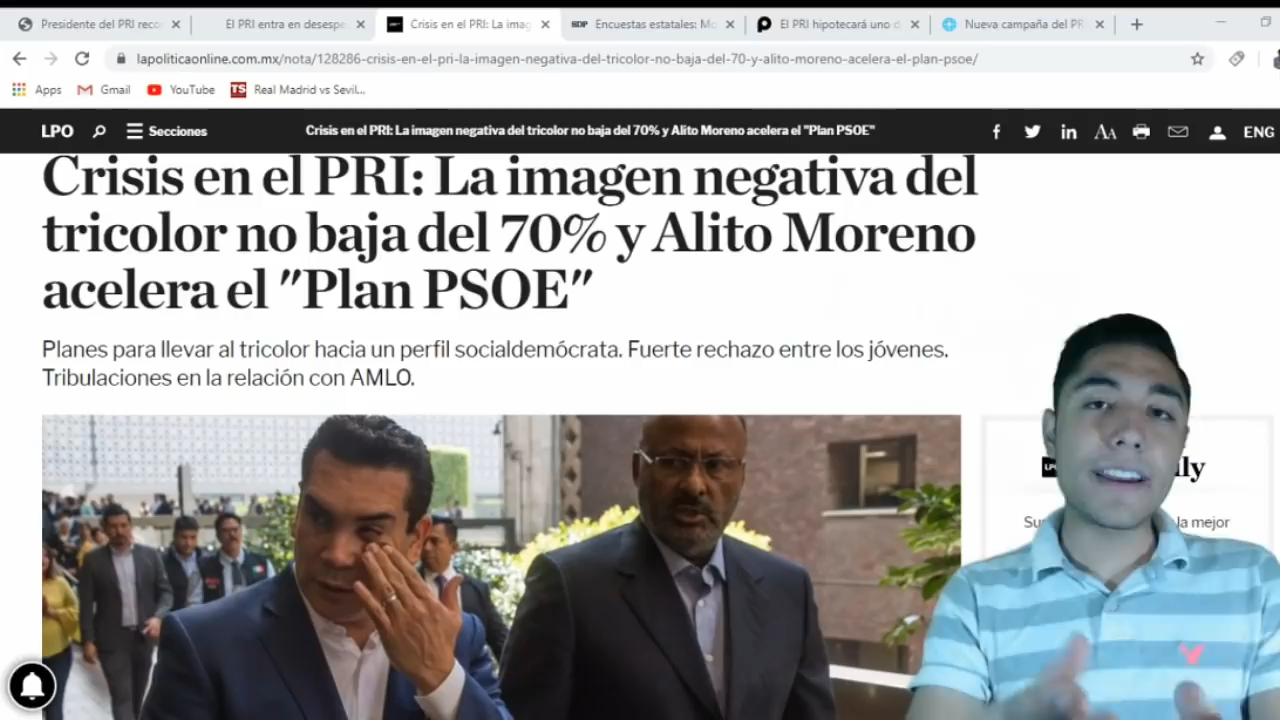 Presidente del PRI reco
El PRI entra en desespe
Crisis en el PRI: La imag
SDP Encuestas estatales: Mo
El PRI hipotecará uno d
Nueva campaña del PR
lapoliticaonline.com.mx/nota/128286-crisis-en-el-pri-la-imagen-negativa-del-tricolor-no-baja-del-70-y-alito-moreno-acelera-el-plan-psoe/
Apps Gmail YouTube TS Real Madrid vs Sevil...
LPO Secciones Crisis en el PRI: La imagen negativa del tricolor no baja del 70% y Alito Moreno acelera el "Plan PSOE" AA ENG
Crisis en el PRI: La imagen negativa del
tricolor no baja del 70% y Alito Moreno
acelera el "Plan PSOE"
Planes para llevar al tricolor hacia un perfil socialdemócrata. Fuerte rechazo entre los jóvenes.
Tribulaciones en la relación con AMLO.
la mejor